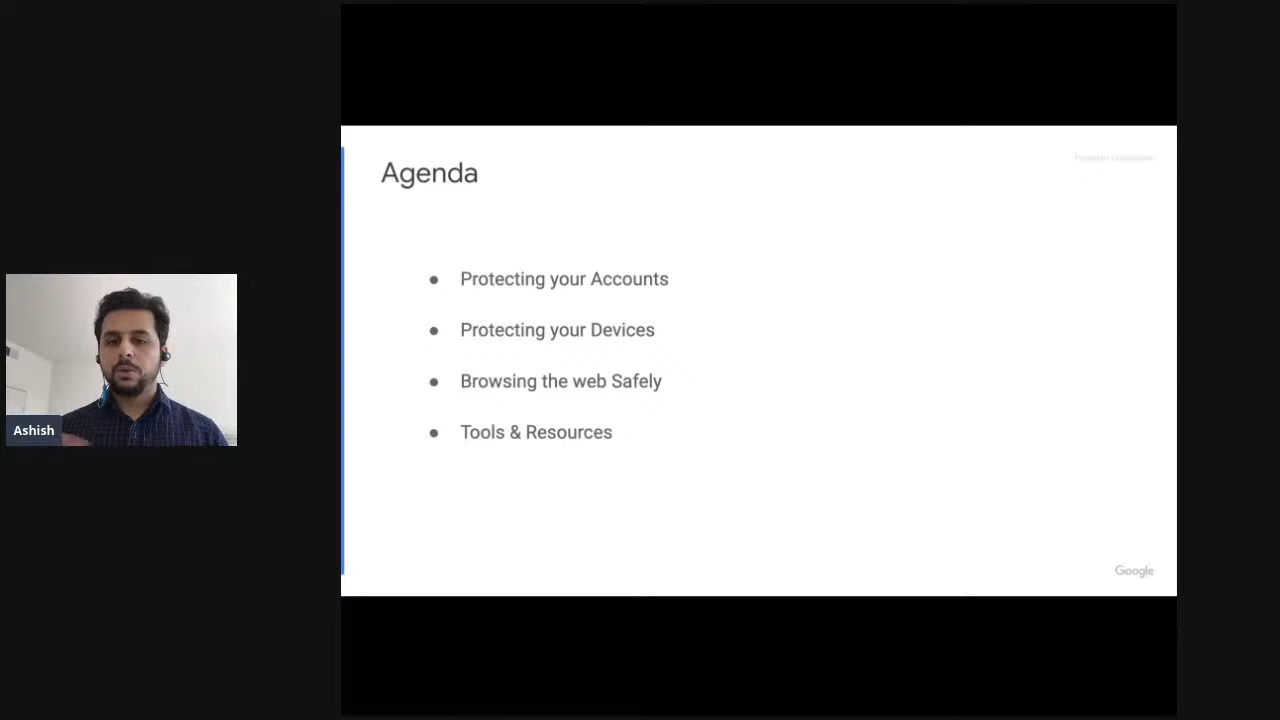 Agenda
Protecting your Accounts
Protecting your Devices
Browsing the web Safely
Tools & Resources
Ashish
Google